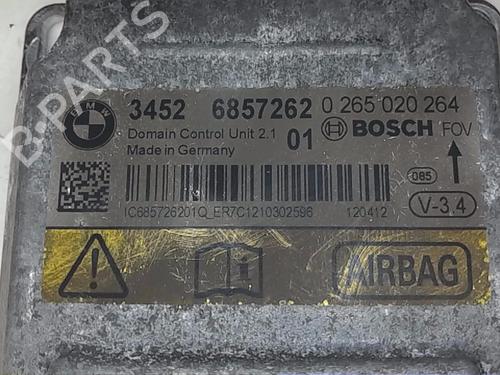 B-PARTS
BMW
3452 6857262 0 265 020 264
Domain Control Unit 2.1 01 BOSCH FOV
Made in Germany
085
IC685726201Q_ER7C1210302596 120412 V-3,4
AIRBAG